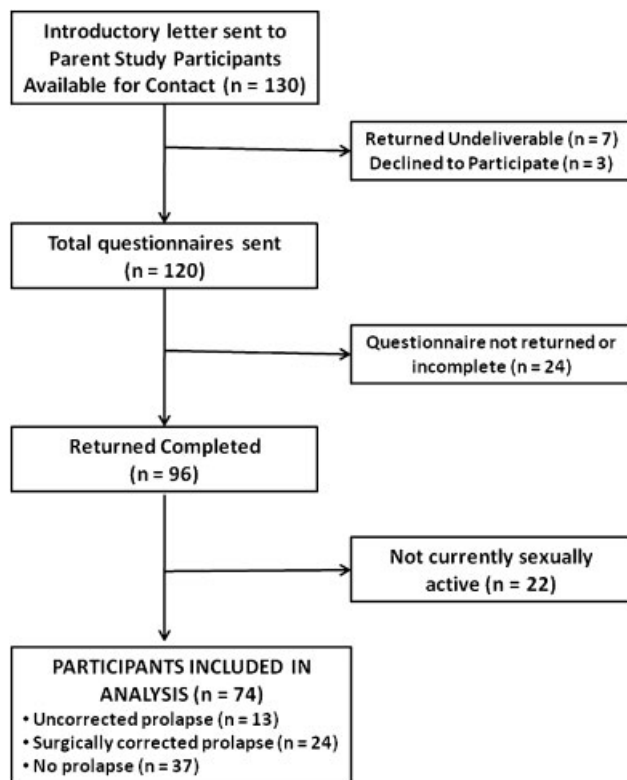 Introductory letter sent to
Parent Study Participants
Available for Contact (n = 130)
Returned Undeliverable (n = 7)
Declined to Participate (n = 3)
Total questionnaires sent
(n = 120)
Questionnaire not returned or
incomplete (n = 24)
Returned Completed
(n = 96)
Not currently sexually
active (n = 22)
PARTICIPANTS INCLUDED IN
ANALYSIS (n = 74)
• Uncorrected prolapse (n = 13)
• Surgically corrected prolapse (n = 24)
• No prolapse (n = 37)